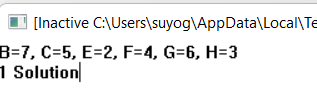 [Inactive C:\Users\suyog\AppData\Local\Te
B=7, C=5, E=2, F=4, G=6, H=3
1 Solution